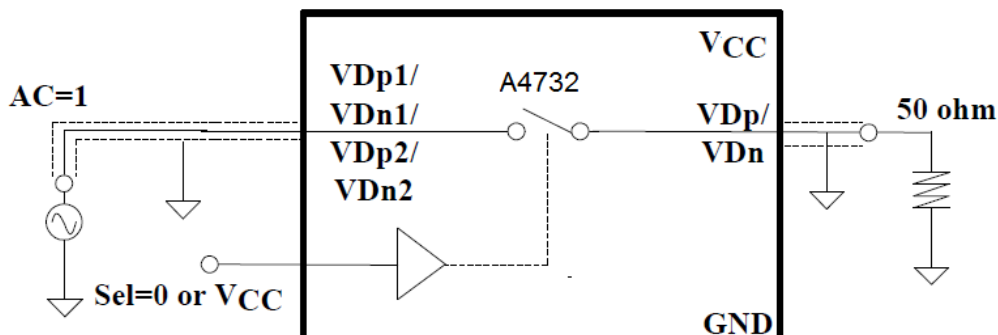 VCC
VDp1/
AC=1
A4732
VDn1/
VDp/
50 ohm
VDp2/
VDn
VDn2
Sel=0 or VCC
GND